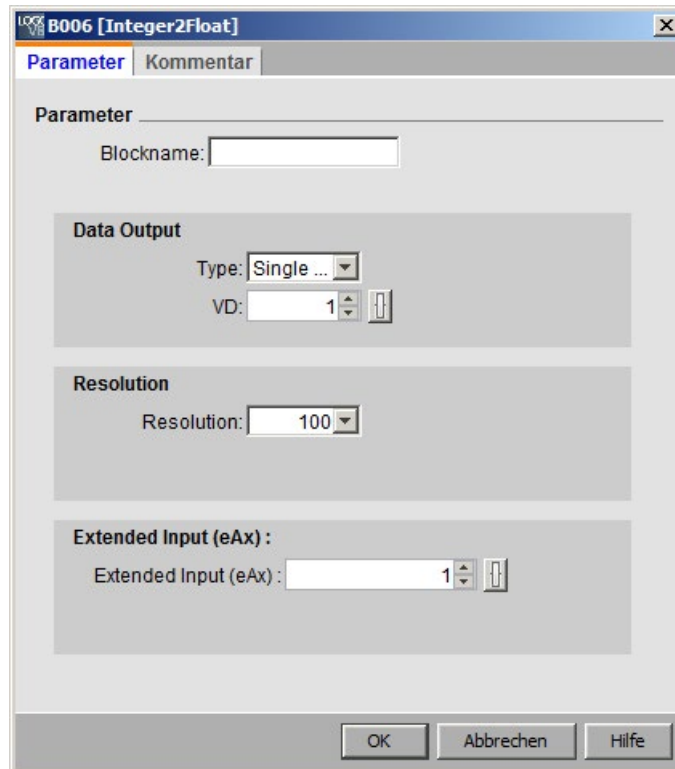 B006 [Integer2Float]
Parameter Kommentar
Parameter
Blockname:
Data Output
Type: Single ...
VD: 1
Resolution
Resolution: 100
Extended Input (eAx) :
Extended Input (eAx) : 1
OK Abbrechen Hilfe